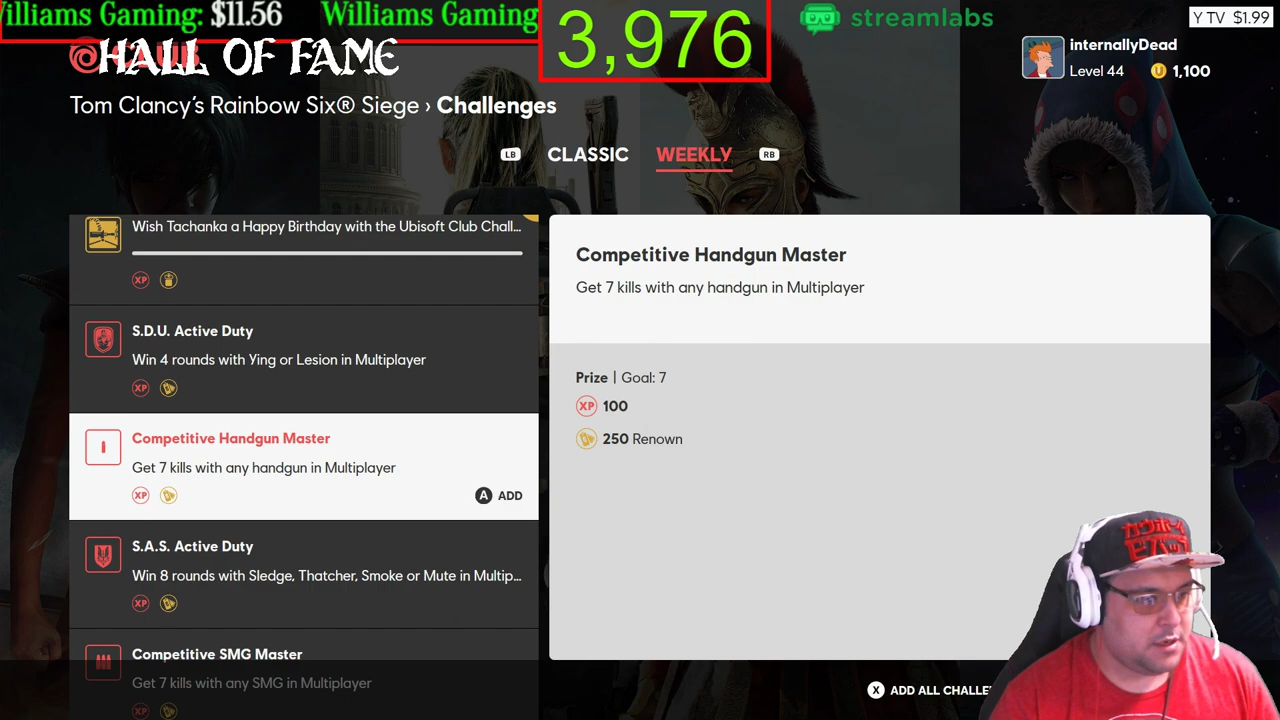 illiams Gaming: $11.56 Williams Gaming
3,976
streamlabs
Y TV $1.99
HALL OF FAME
internallyDead
Level 44
1,100
Tom Clancy's Rainbow Six® Siege › Challenges
LB CLASSIC WEEKLY RB
Wish Tachanka a Happy Birthday with the Ubisoft Club Chall...
XP
S.D.U. Active Duty
Win 4 rounds with Ying or Lesion in Multiplayer
XP
Competitive Handgun Master
Get 7 kills with any handgun in Multiplayer
XP
A ADD
S.A.S. Active Duty
Win 8 rounds with Sledge, Thatcher, Smoke or Mute in Multip...
XP
Competitive SMG Master
Get 7 kills with any SMG in Multiplayer
XP
Competitive Handgun Master
Get 7 kills with any handgun in Multiplayer
Prize | Goal: 7
XP 100
250 Renown
X ADD ALL CHALLE